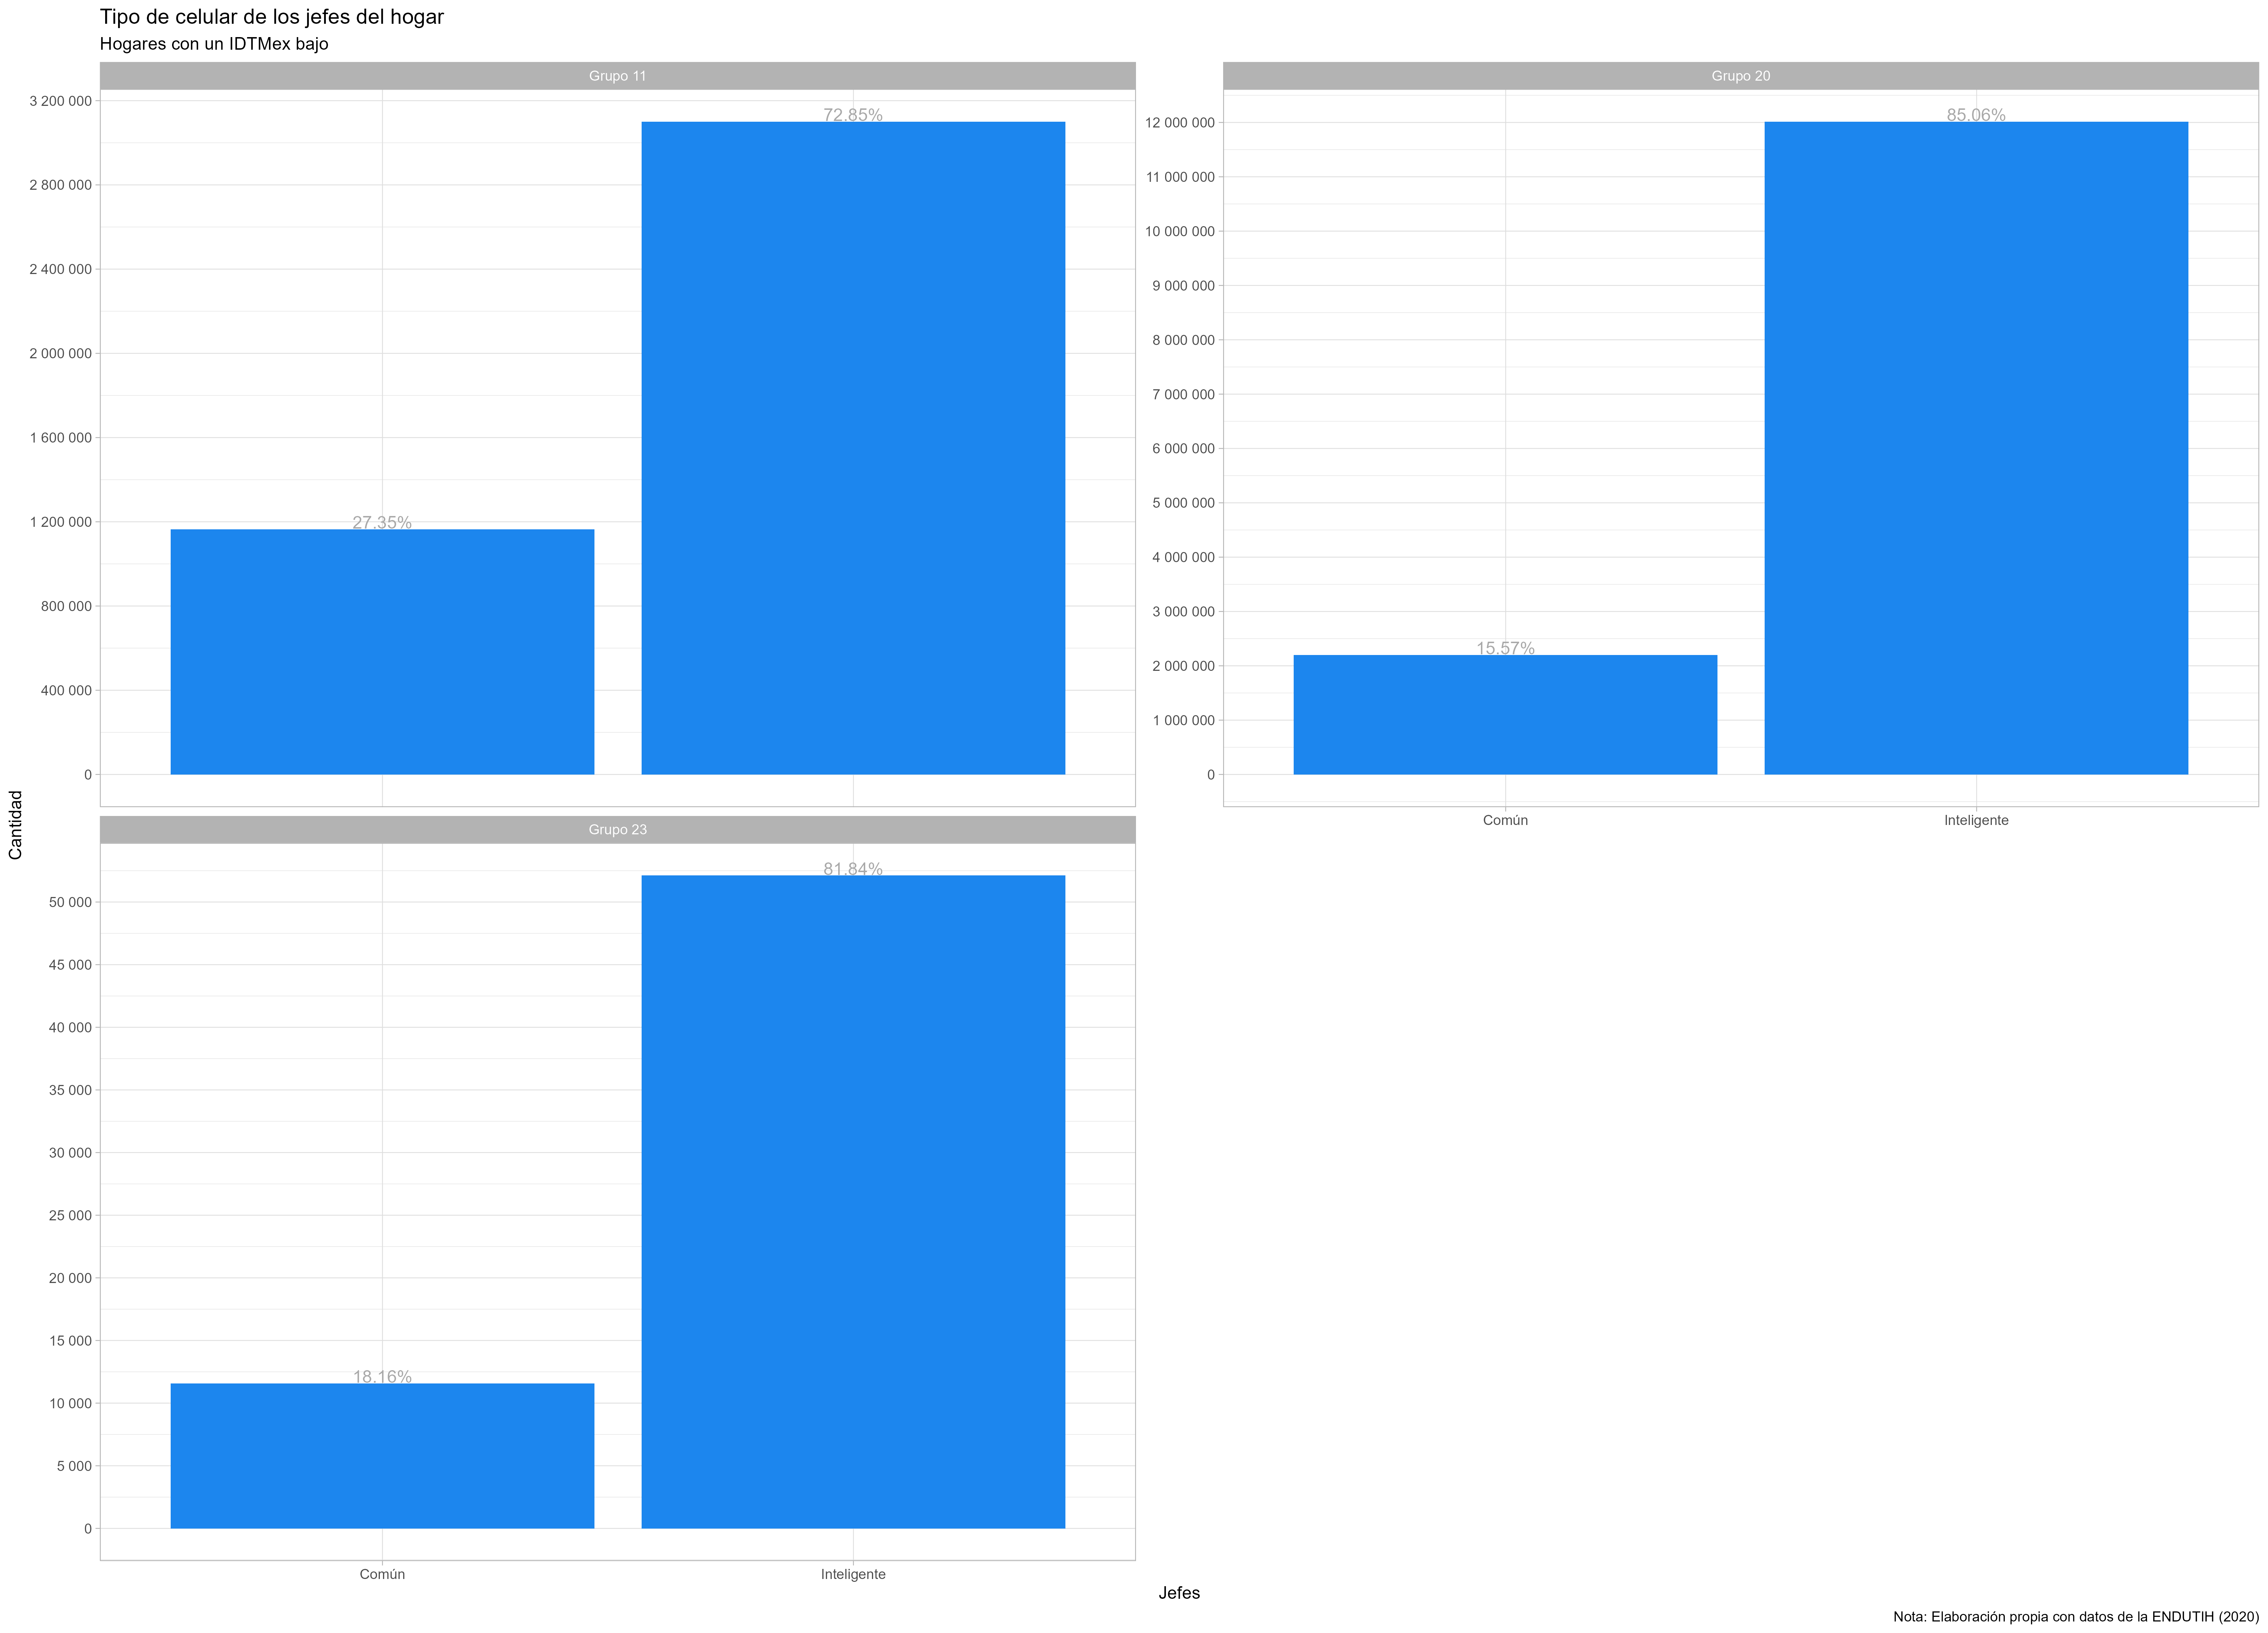 Tipo de celular de los jefes del hogar
Hogares con un IDTMex bajo
Grupo 11
3 200 000
2 800 000
2 400 000
2 000 000
1 600 000
1 200 000
800 000
400 000
0
27.35%
72.85%
Grupo 20
12 000 000
11 000 000
10 000 000
9 000 000
8 000 000
7 000 000
6 000 000
5 000 000
4 000 000
3 000 000
2 000 000
1 000 000
0
15.57%
85.06%
Común
Inteligente
Cantidad
Grupo 23
50 000
45 000
40 000
35 000
30 000
25 000
20 000
15 000
10 000
5 000
0
18.16%
81.84%
Común
Inteligente
Jefes
Nota: Elaboración propia con datos de la ENDUTIH (2020)